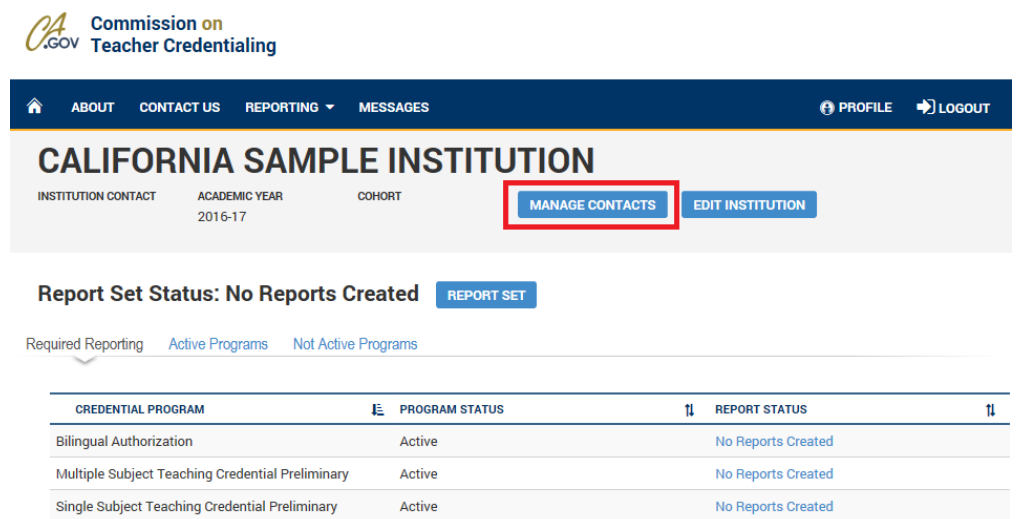 CA
.GOV
Commission on
Teacher Credentialing
ABOUT CONTACT US REPORTING MESSAGES PROFILE LOGOUT
CALIFORNIA SAMPLE INSTITUTION
INSTITUTION CONTACT ACADEMIC YEAR COHORT MANAGE CONTACTS EDIT INSTITUTION
2016-17
Report Set Status: No Reports Created REPORT SET
Required Reporting Active Programs Not Active Programs
CREDENTIAL PROGRAM PROGRAM STATUS REPORT STATUS
Bilingual Authorization Active No Reports Created
Multiple Subject Teaching Credential Preliminary Active No Reports Created
Single Subject Teaching Credential Preliminary Active No Reports Created